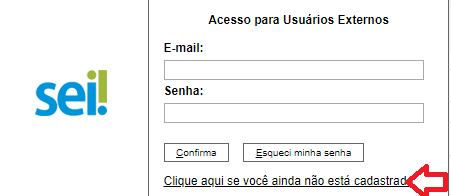 Acesso para Usuários Externos
E-mail:
sei!
Senha:
Confirma
Esqueci minha senha
Clique aqui se você ainda não está cadastrad